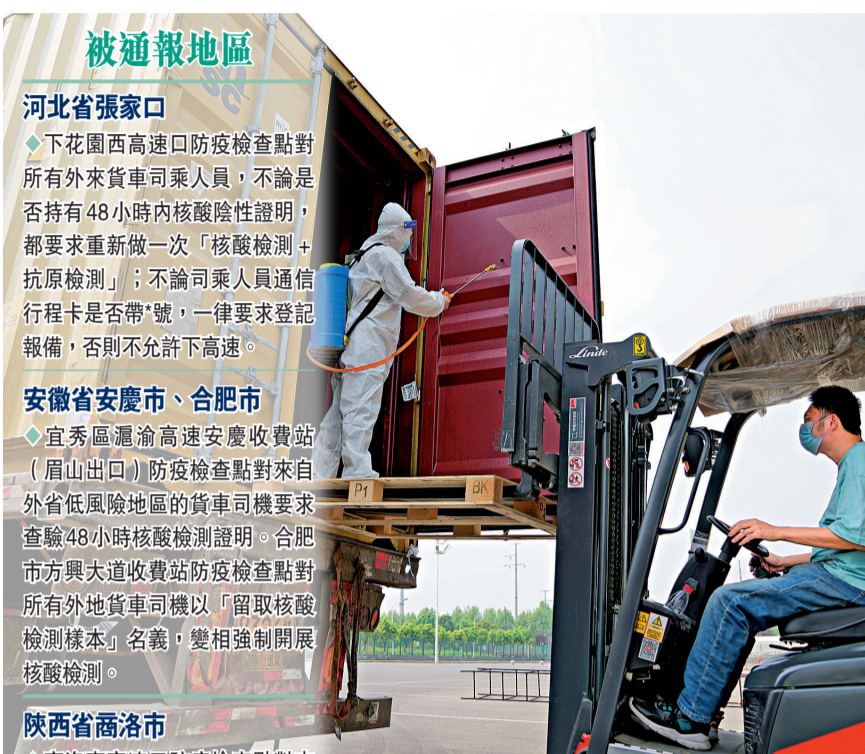 被通報地區
河北省張家口
◆下花園西高速口防疫檢查點對
所有外來貨車司乘人員，不論是
否持有48小時內核酸陰性證明，
都要求重新做一次「核酸檢測＋
抗原檢測」；不論司乘人員通信
行程卡是否帶*號，一律要求登記
報備，否則不允許下高速。
安徽省安慶市、合肥市
◆宜秀區滬渝高速安慶收費站
（眉山出口）防疫檢查點對來自
外省低風險地區的貨車司機要求
查驗48小時核酸檢測證明。合肥
市方興大道收費站防疫檢查點對
所有外地貨車司機以「留取核酸
檢測樣本」名義，變相強制開展
核酸檢測。
陝西省商洛市
Linde
P1
BK